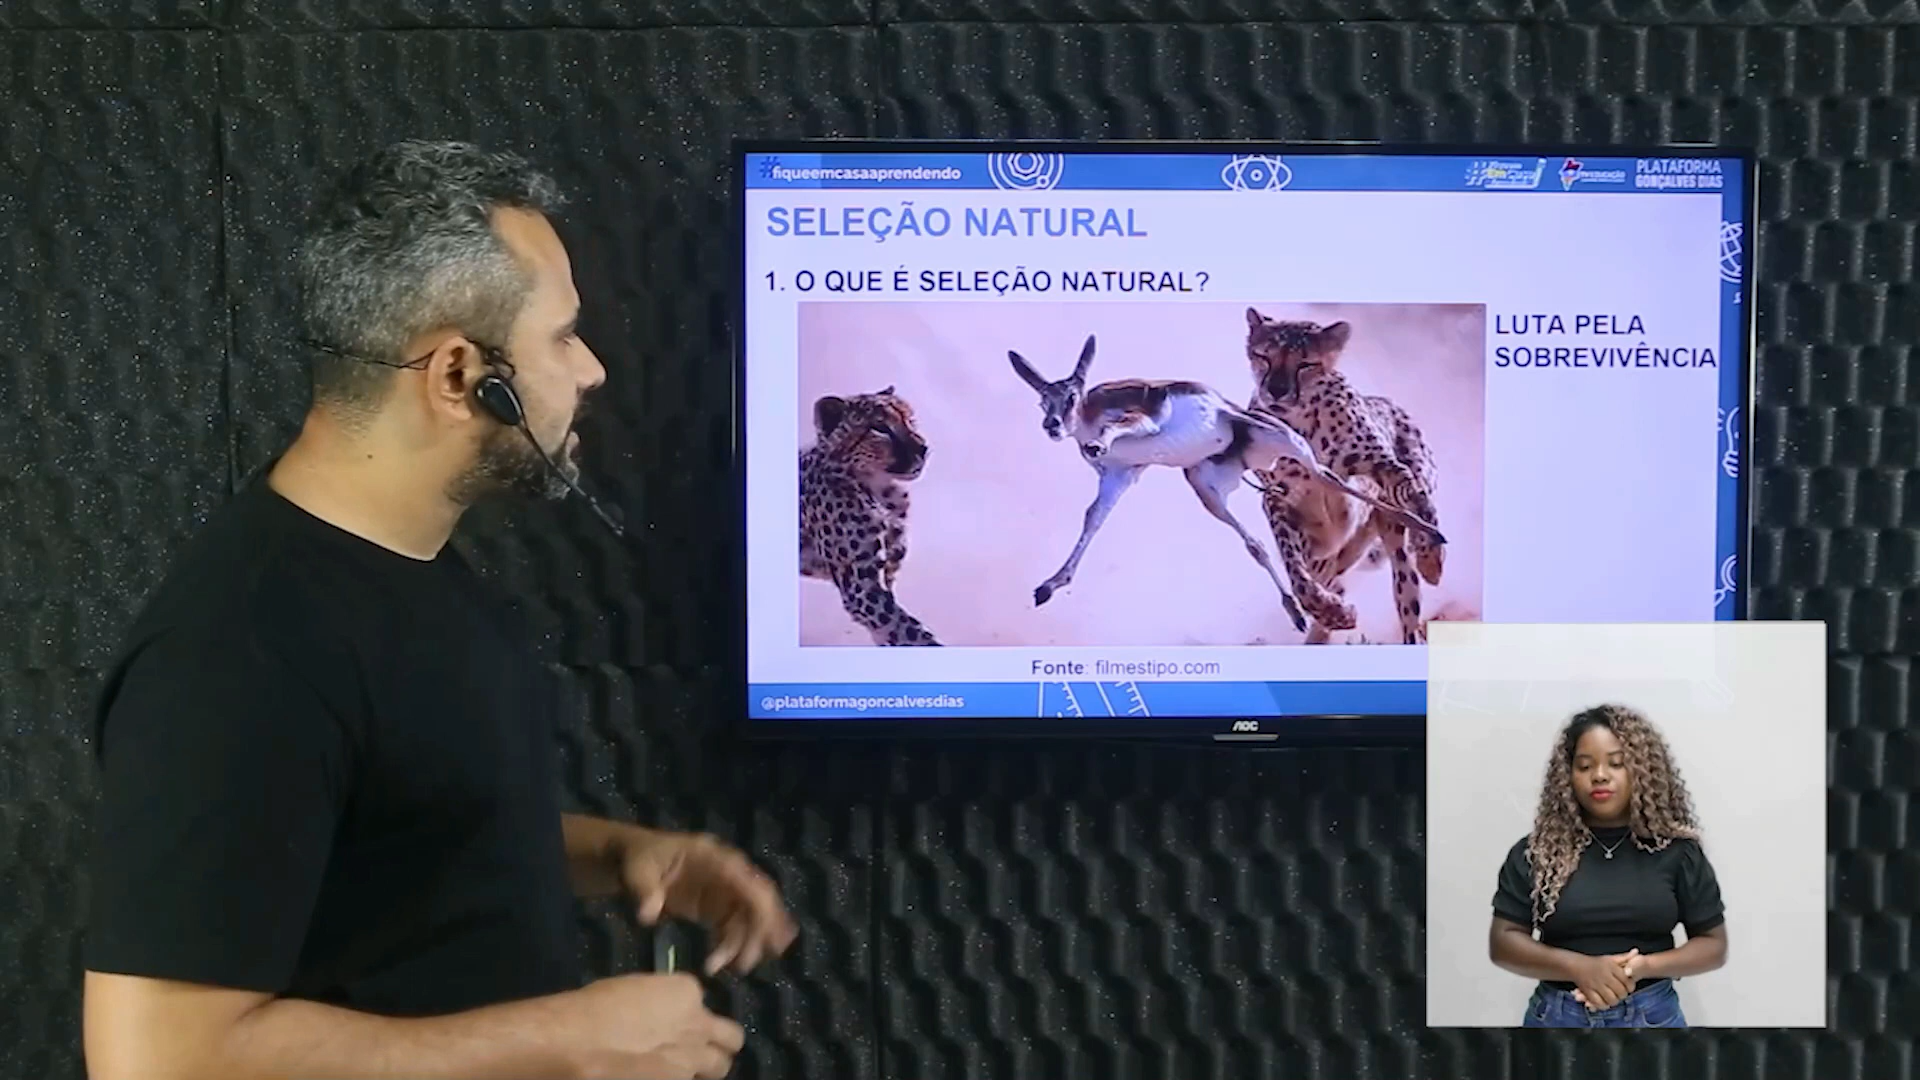 #fiqueemcasaaprendendo
PLATAFORMA
GONÇALVES DIAS
SELEÇÃO NATURAL
1. O QUE É SELEÇÃO NATURAL?
LUTA PELA
SOBREVIVÊNCIA
Fonte: filmestipo.com
@plataformagoncalvesdias
AOC